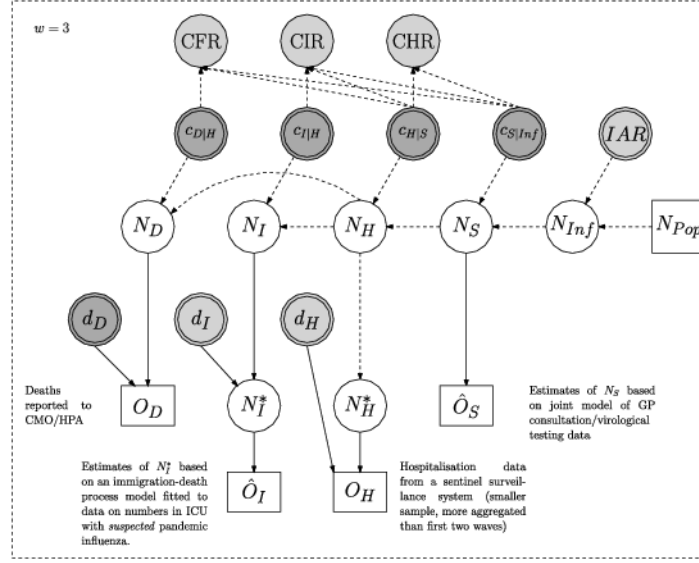 w = 3
CFR CIR CHR
c_{D|H} c_{I|H} c_{H|S} c_{S|Inf} IAR
N_D N_I N_H N_S N_{Inf} N_{Pop}
d_D d_I d_H
Deaths
reported to
CMO/HPA
O_D N_I^* N_H^* Ô_S
Estimates of N_S based
on joint model of GP
consultation/virological
testing data
Estimates of N_I^* based
on an immigration-death
process model fitted to
data on numbers in ICU
with suspected pandemic
influenza.
Ô_I O_H
Hospitalisation data
from a sentinel surveil-
lance system (smaller
sample, more aggregated
than first two waves)